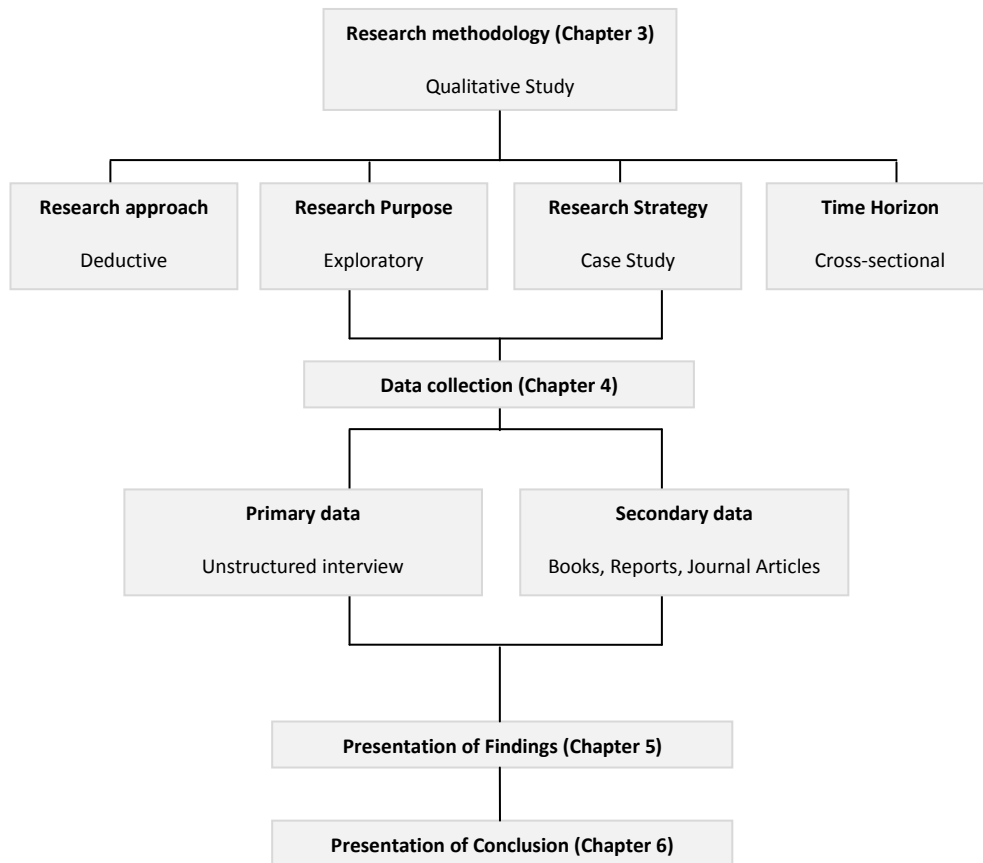 Research methodology (Chapter 3)
Qualitative Study
Research approach
Deductive
Research Purpose
Exploratory
Research Strategy
Case Study
Time Horizon
Cross-sectional
Data collection (Chapter 4)
Primary data
Unstructured interview
Secondary data
Books, Reports, Journal Articles
Presentation of Findings (Chapter 5)
Presentation of Conclusion (Chapter 6)